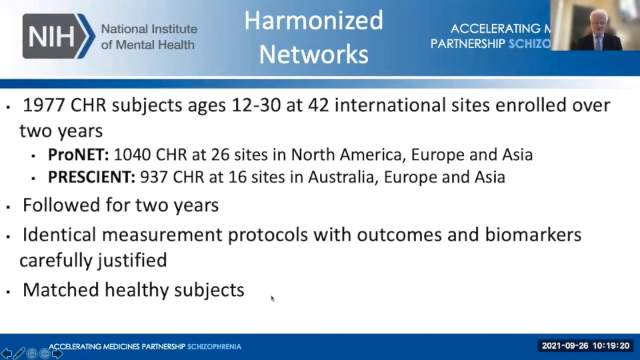 NIH
National Institute
of Mental Health
Harmonized
Networks
ACCELERATING
PARTNERSHIP
• 1977 CHR subjects ages 12-30 at 42 international sites enrolled over
two years
▪ ProNET: 1040 CHR at 26 sites in North America, Europe and Asia
▪ PRESCIENT: 937 CHR at 16 sites in Australia, Europe and Asia
• Followed for two years
• Identical measurement protocols with outcomes and biomarkers
carefully justified
• Matched healthy subjects
ACCELERATING MEDICINES PARTNERSHIP SCHIZOPHRENIA
2021-09-26 10:19:20